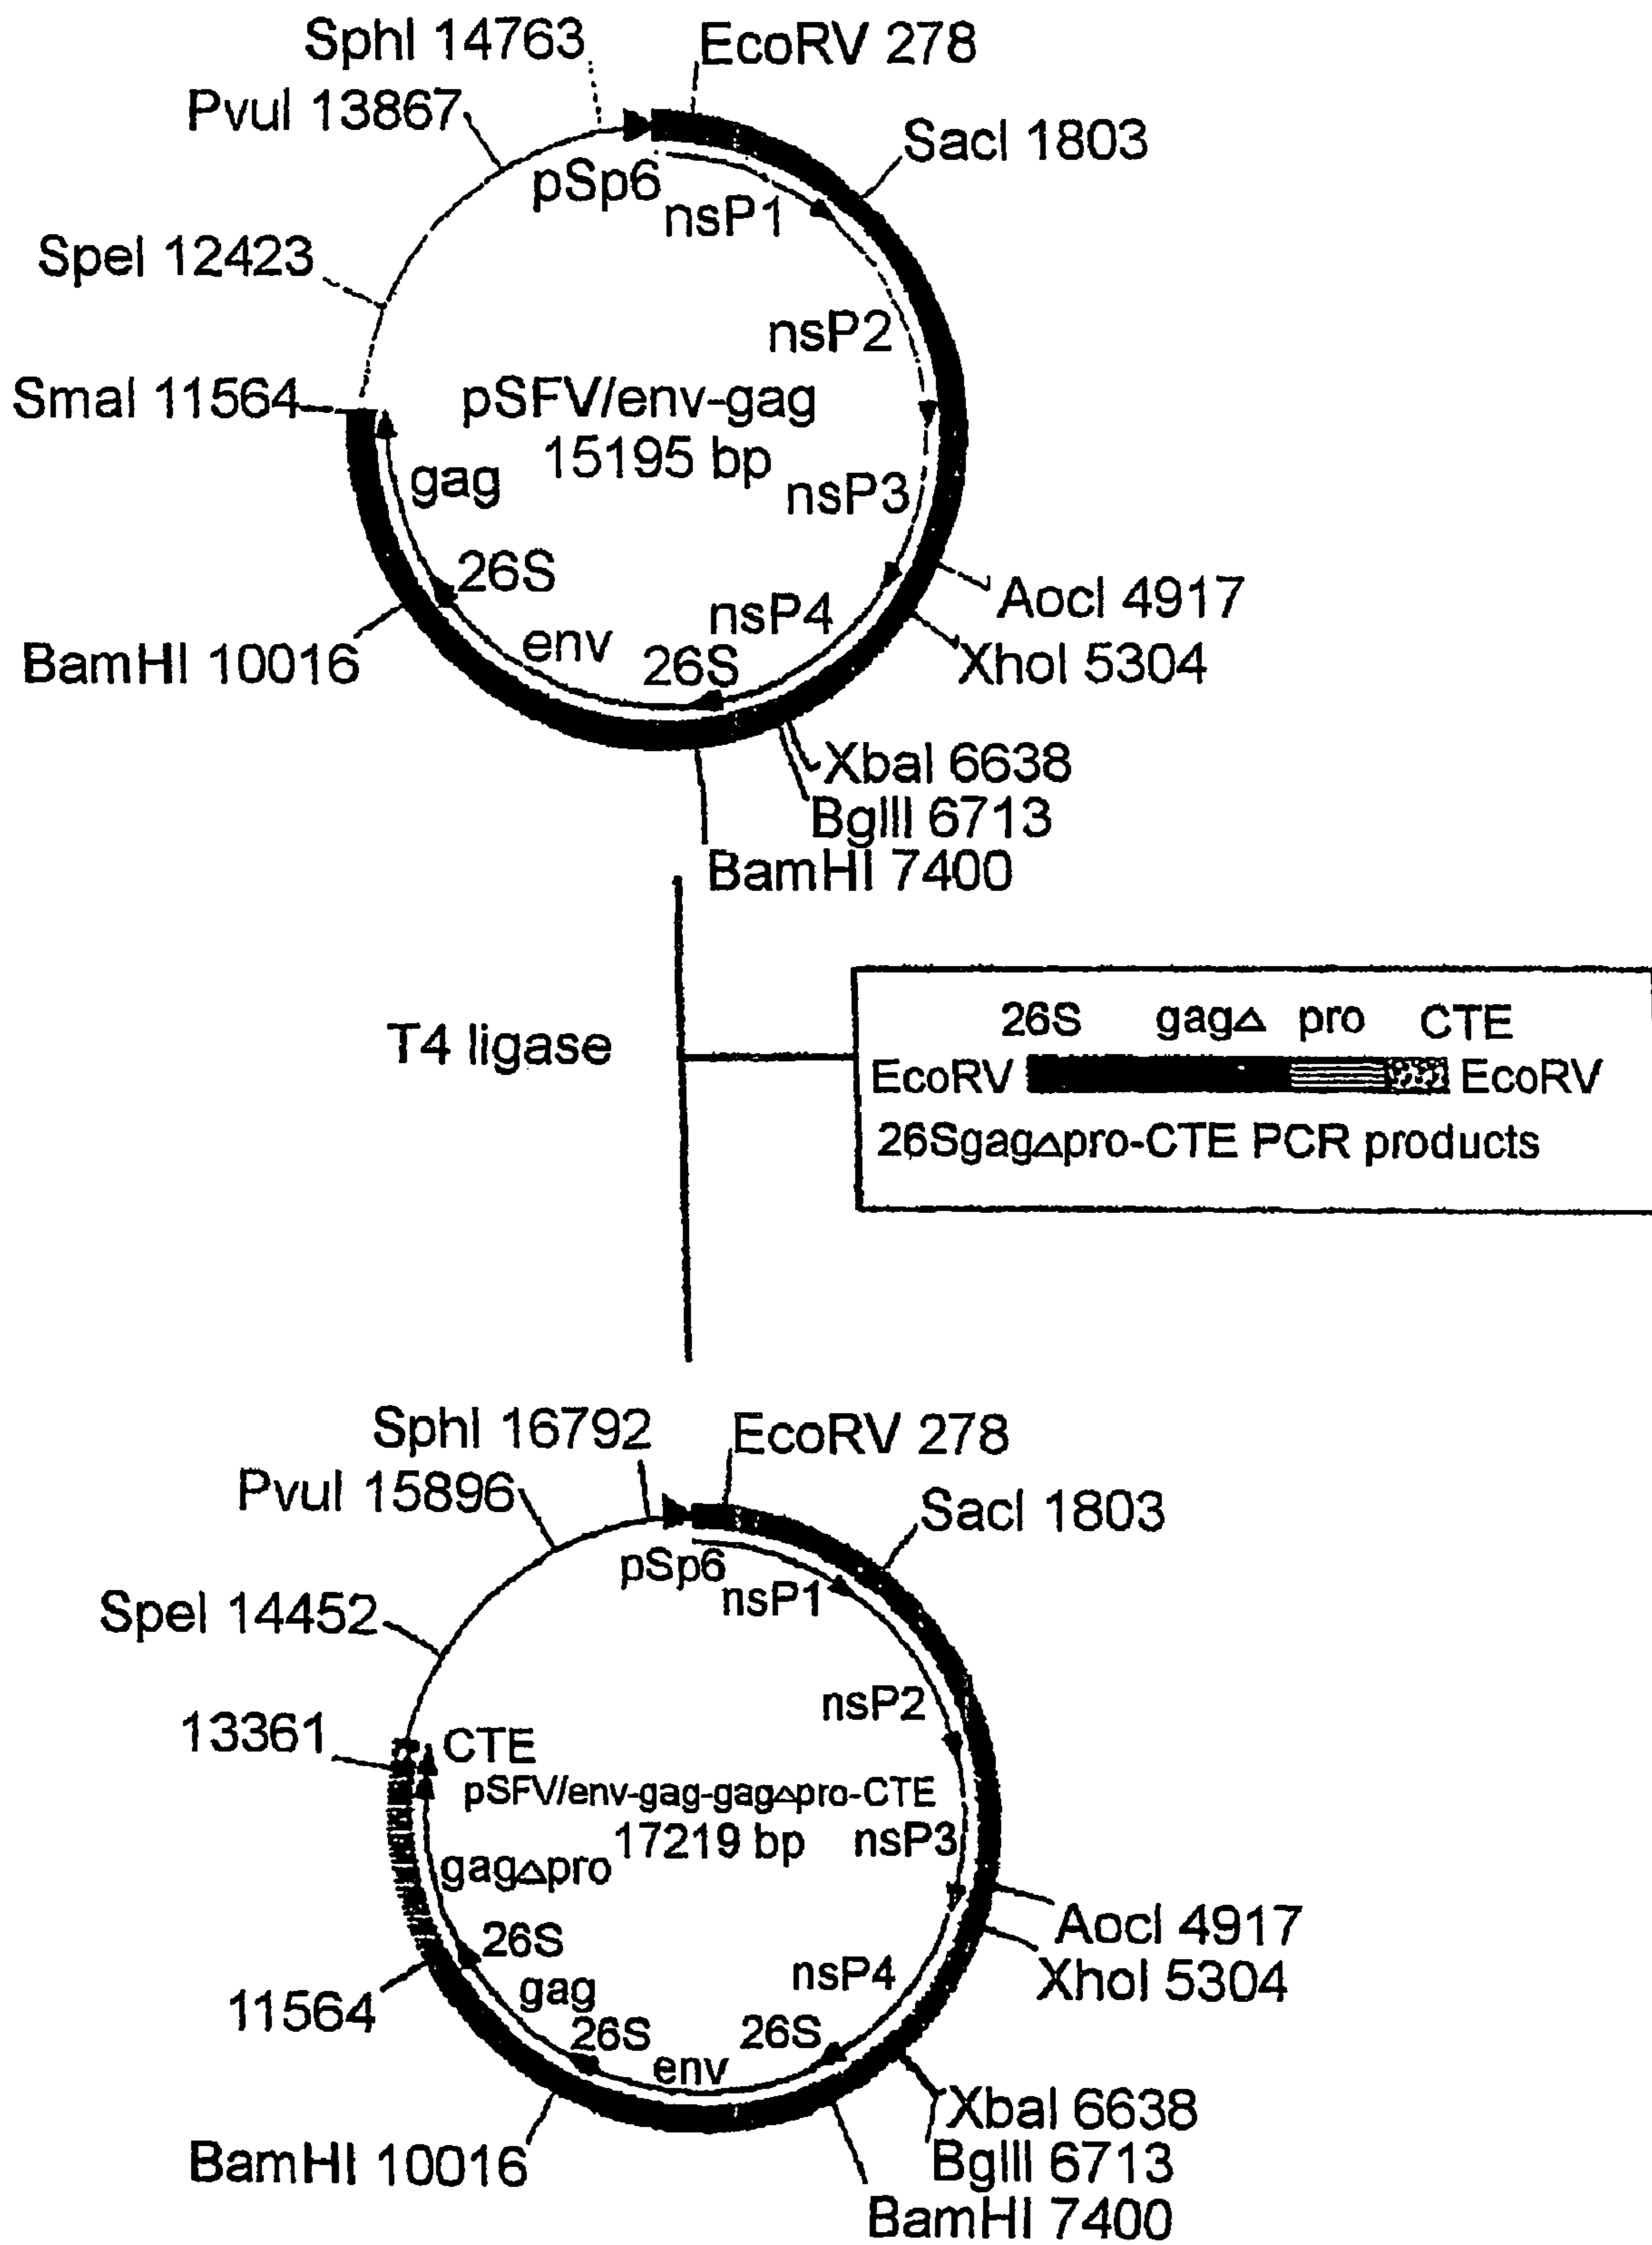 SphI 14763
EcoRV 278
PvuI 13867
SacI 1803
pSp6
nsP1
SpeI 12423
nsP2
SmaI 11564
pSFV/env-gag
15195 bp
nsP3
gag
26S
AocI 4917
nsP4
env
26S
XhoI 5304
BamHI 10016
XbaI 6638
BglII 6713
BamHI 7400
T4 ligase
26S gag△ pro CTE
EcoRV EcoRV
26Sgag△pro-CTE PCR products
SphI 16792
EcoRV 278
PvuI 15896
SacI 1803
pSp6
nsP1
SpeI 14452
nsP2
13361
CTE
pSFV//env-gag-gag△pro-CTE
17219 bp
nsP3
gag△pro
AocI 4917
26S
nsP4
XhoI 5304
gag
11564
26S
26S
env
XbaI 6638
BamHI 10016
BglII 6713
BamHI 7400